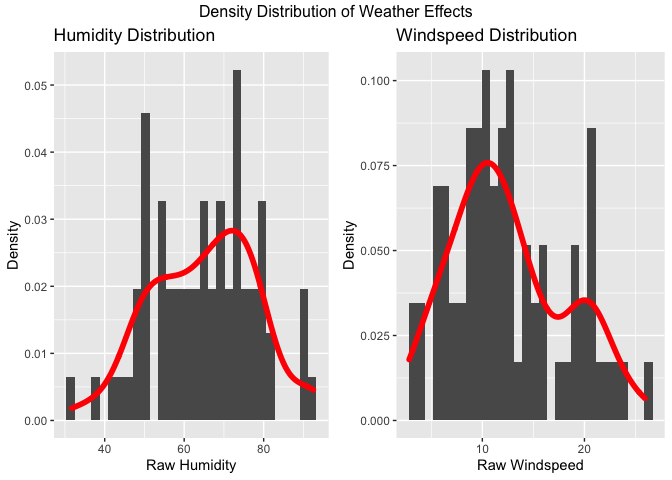 Density Distribution of Weather Effects
Humidity Distribution
Windspeed Distribution
0.05
0.04
0.03
0.02
0.01
0.00
Density
40 60 80
Raw Humidity
0.100
0.075
0.050
0.025
0.000
Density
10 20
Raw Windspeed